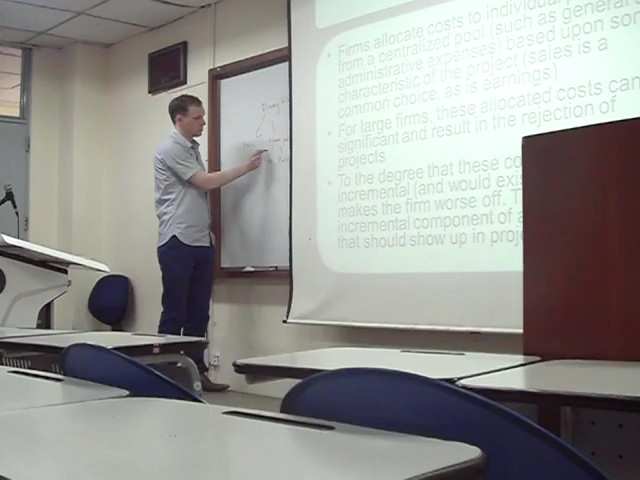 • Firms allocate costs to individual
from a centralized pool (such as general
administrative expenses) based upon some
characteristic of the project (sales is a
common choice, as is earnings)
• For large firms, these allocated costs can
significant and result in the rejection of
projects
• To the degree that these co
incremental (and would exis
makes the firm worse off. T
incremental component of a
that should show up in proje